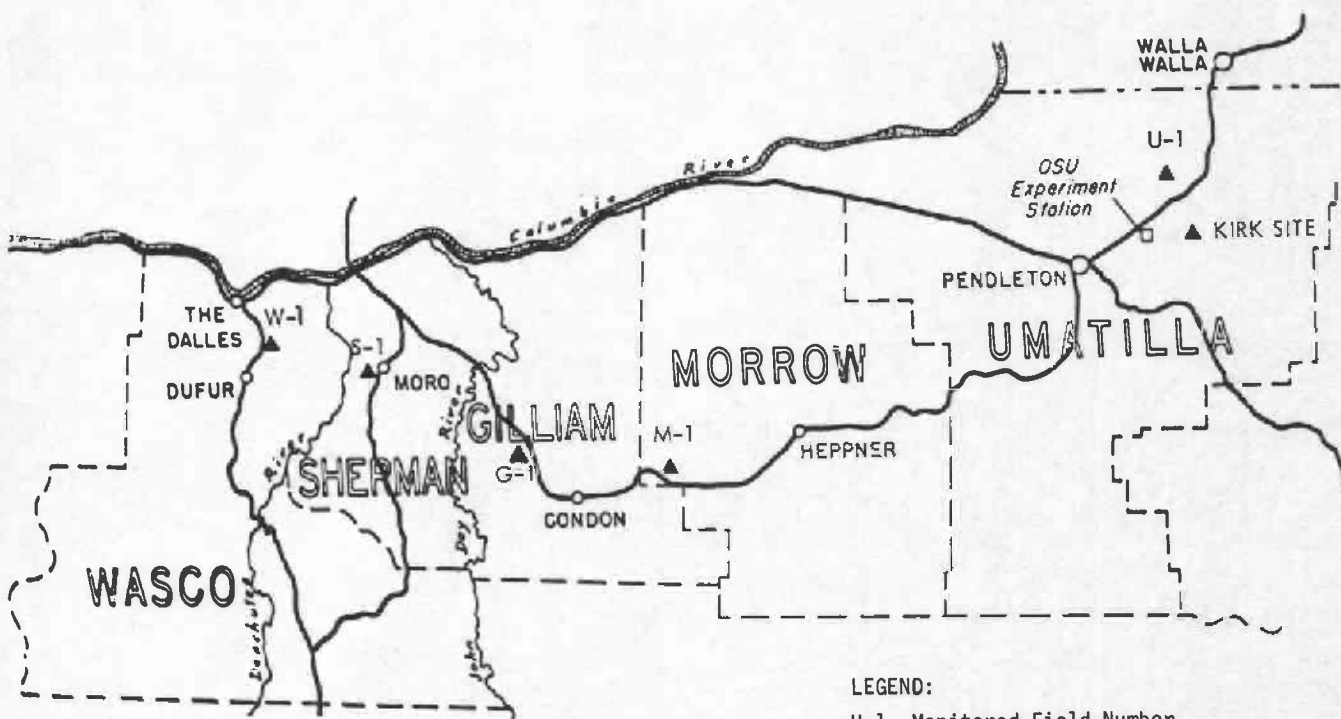 WALLA
WALLA
U-1
OSU
Experiment
Station
KIRK SITE
Columbia River
PENDLETON
THE
DALLES
W-1
S-1
DUFUR
MORO
MORROW
UMATILLA
GILLIAM
River
M-1
HEPPNER
G-1
River
SHERMAN
CONDON
Day
WASCO
Deschutes
John
LEGEND:
U-1 Monitored Field Number